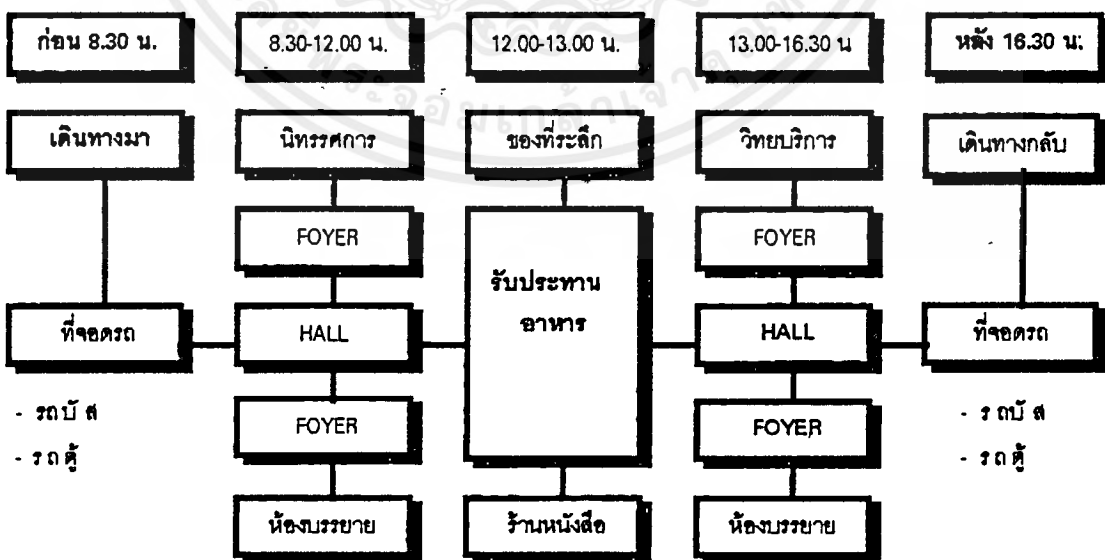 ก่อน 8.30 น.
8.30-12.00 น.
12.00-13.00 น.
13.00-16.30 น
หลัง 16.30 น.
เดินทางมา
นิทรรศการ
ของที่ระลึก
วิทยบริการ
เดินทางกลับ
FOYER
FOYER
รับประทาน
อาหาร
ที่จอดรถ
HALL
HALL
ที่จอดรถ
- รถบัส
- รถตู้
FOYER
FOYER
- รถบัส
- รถตู้
ห้องบรรยาย
ร้านหนังสือ
ห้องบรรยาย